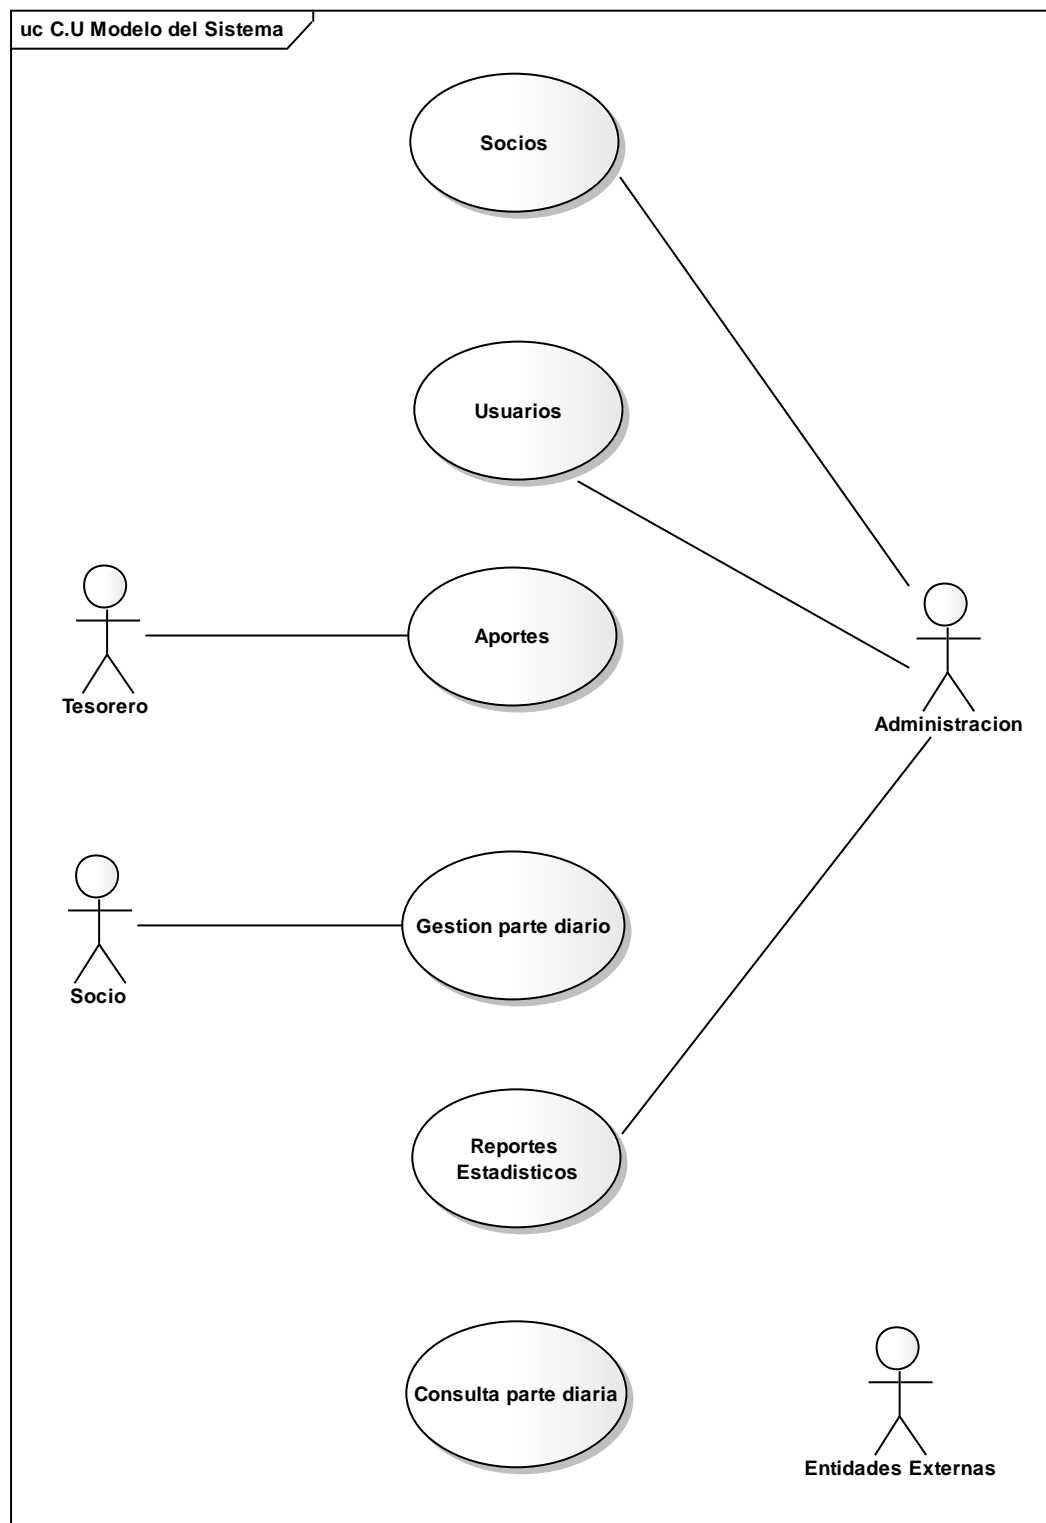 uc C.U Modelo del Sistema
Socios
Usuarios
Aportes
Tesorero
Administracion
Gestion parte diario
Socio
Reportes
Estadisticos
Consulta parte diaria
Entidades Externas